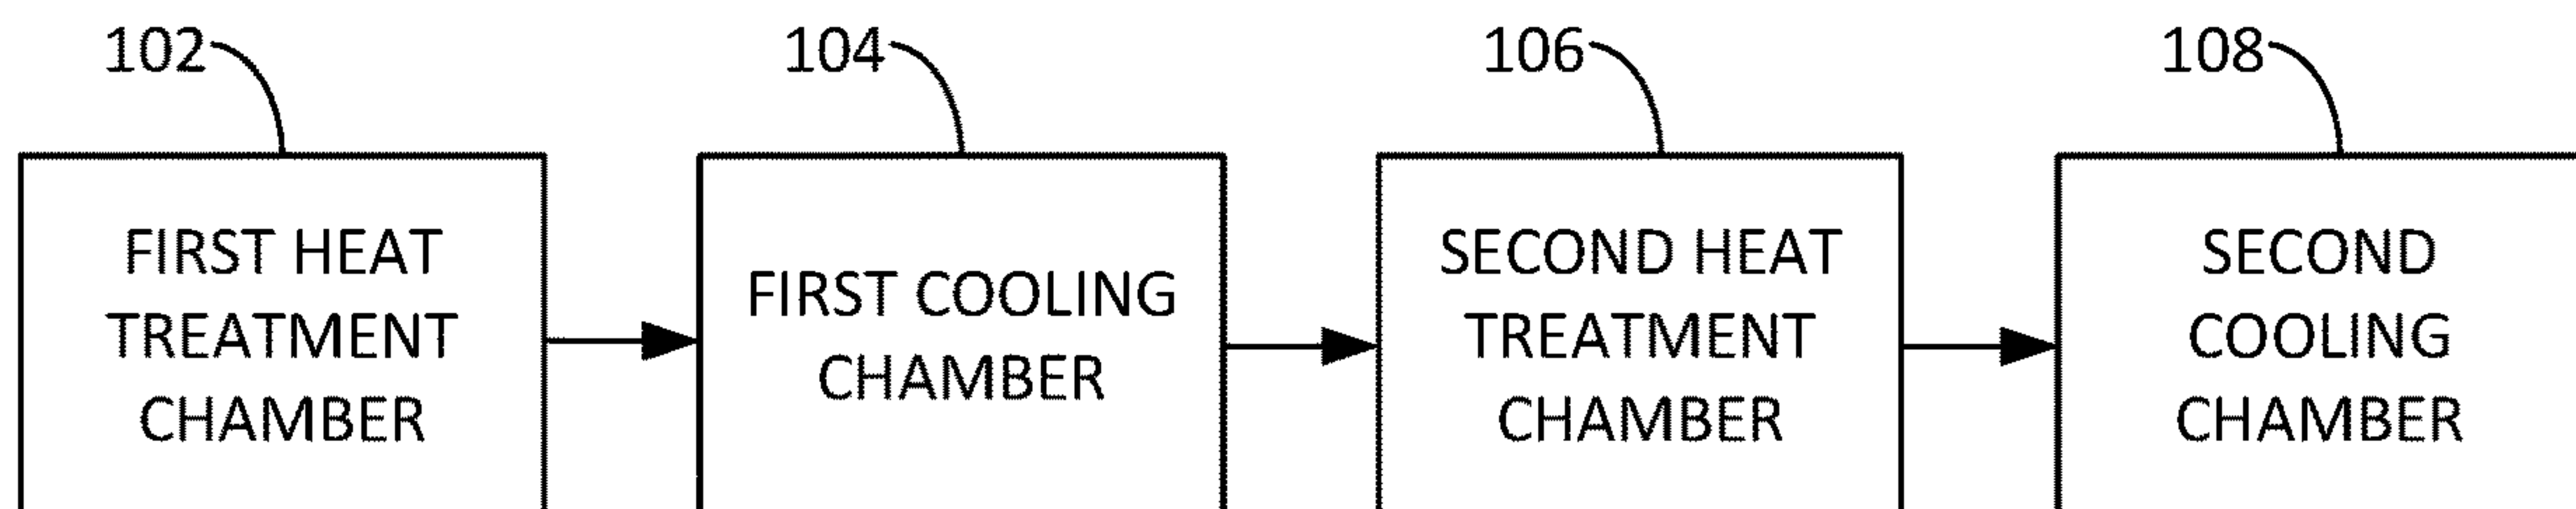 102
104
106
108
FIRST HEAT
TREATMENT
CHAMBER
FIRST COOLING
CHAMBER
SECOND HEAT
TREATMENT
CHAMBER
SECOND
COOLING
CHAMBER